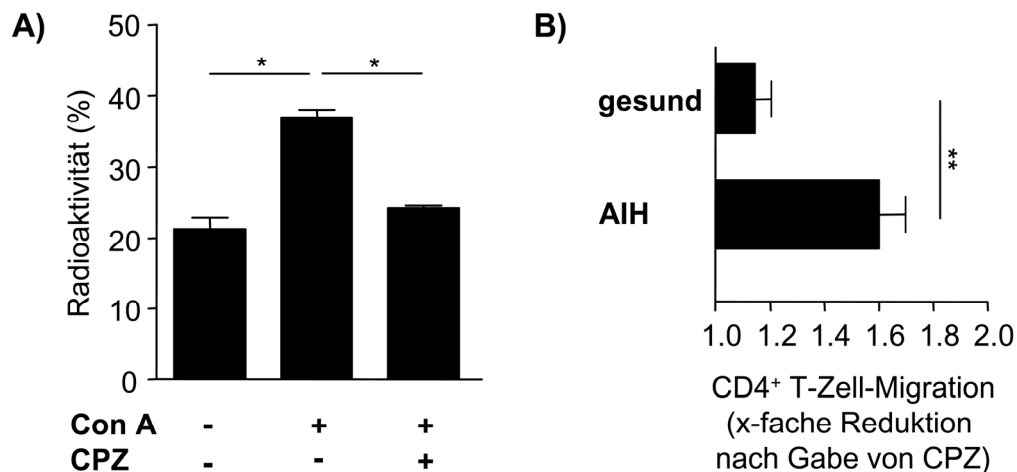 A)
Radioaktivität (%)
50
40
30
20
10
0
*
*
Con A - + +
CPZ - - +
B)
gesund
AIH
**
1.0 1.2 1.4 1.6 1.8 2.0
CD4⁺ T-Zell-Migration
(x-fache Reduktion
nach Gabe von CPZ)